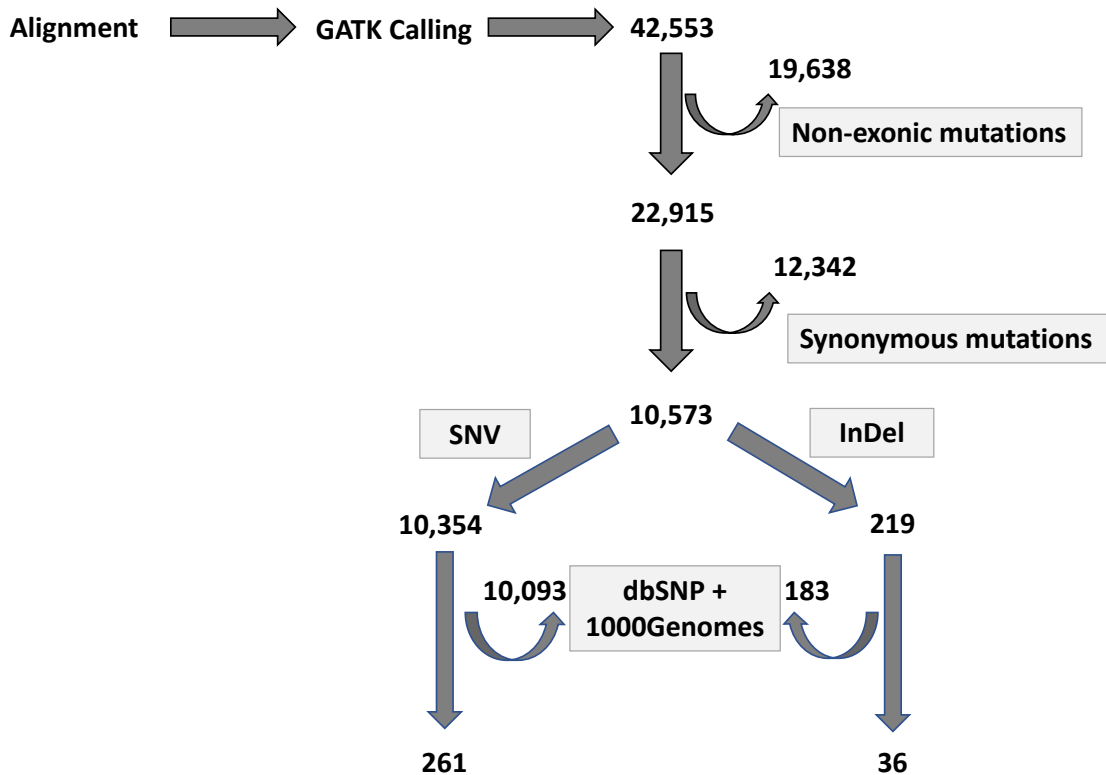 Alignment
GATK Calling
42,553
19,638
Non-exonic mutations
22,915
12,342
Synonymous mutations
10,573
SNV
InDel
10,354
219
10,093
dbSNP +
1000Genomes
183
261
36